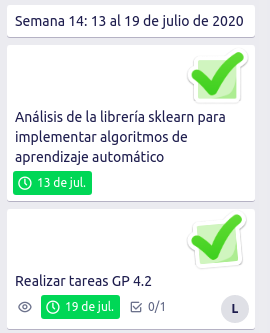 Semana 14: 13 al 19 de julio de 2020
Análisis de la librería sklearn para
implementar algoritmos de
aprendizaje automático
13 de jul.
Realizar tareas GP 4.2
19 de jul. 0/1 L